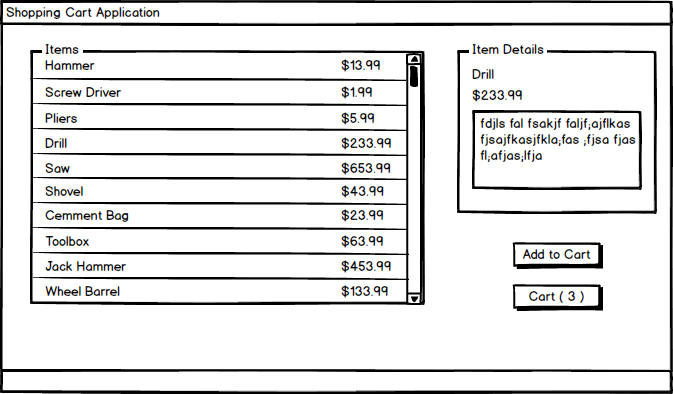 Shopping Cart Application
Items
Hammer $13.99
Screw Driver $1.99
Pliers $5.99
Drill $233.99
Saw $653.99
Shovel $43.99
Cemment Bag $23.99
Toolbox $63.99
Jack Hammer $453.99
Wheel Barrel $133.99
Item Details
Drill
$233.99
fdjls fal fsakjf faljf;ajflkas
fjsajfkasjfkla;fas ;fjsa fjas
fl;afjas;lfja
Add to Cart
Cart ( 3 )